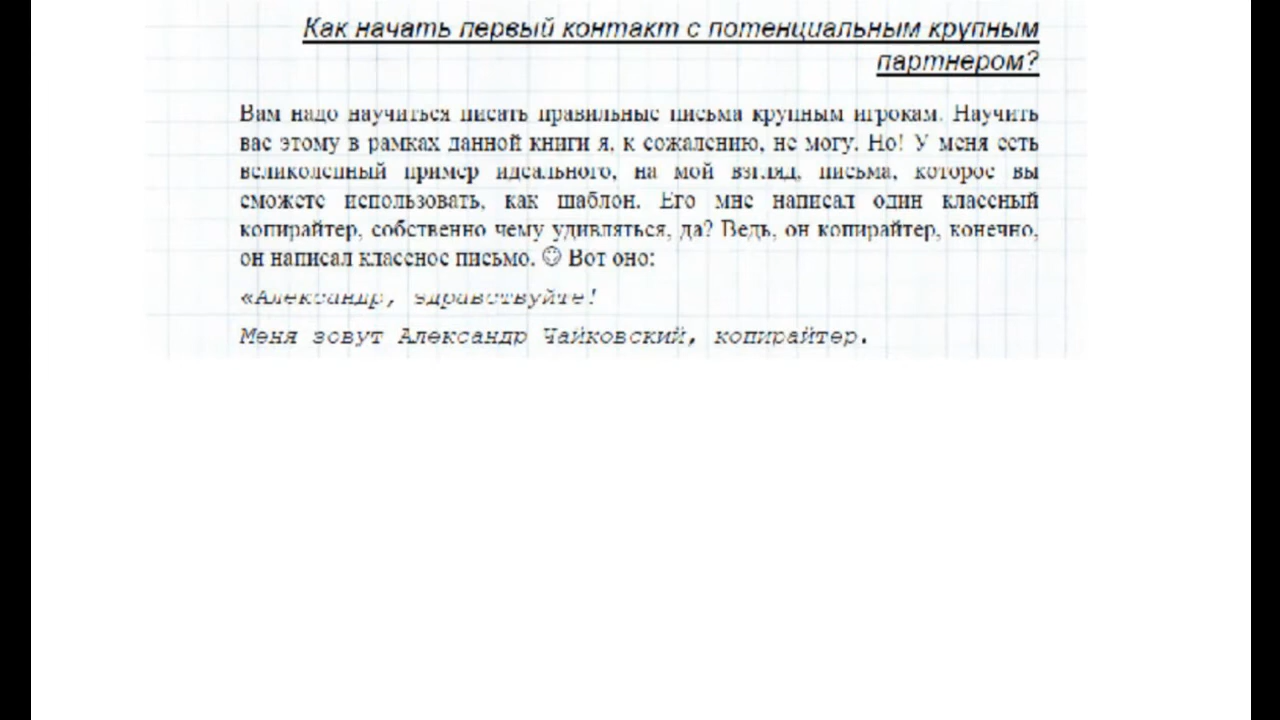 Как начать первый контакт с потенциальным крупным
партнером?
Вам надо научиться писать правильные письма крупным игрокам. Научить
вас этому в рамках данной книги я, к сожалению, не могу. Но! У меня есть
великолепный пример идеального, на мой взгляд, письма, которое вы
сможете использовать, как шаблон. Его мне написал один классный
копирайтер, собственно чему удивляться, да? Ведь, он копирайтер, конечно,
он написал классное письмо. ☺ Вот оно:
«Александр, здравствуйте!
Меня зовут Александр Чайковский, копирайтер.